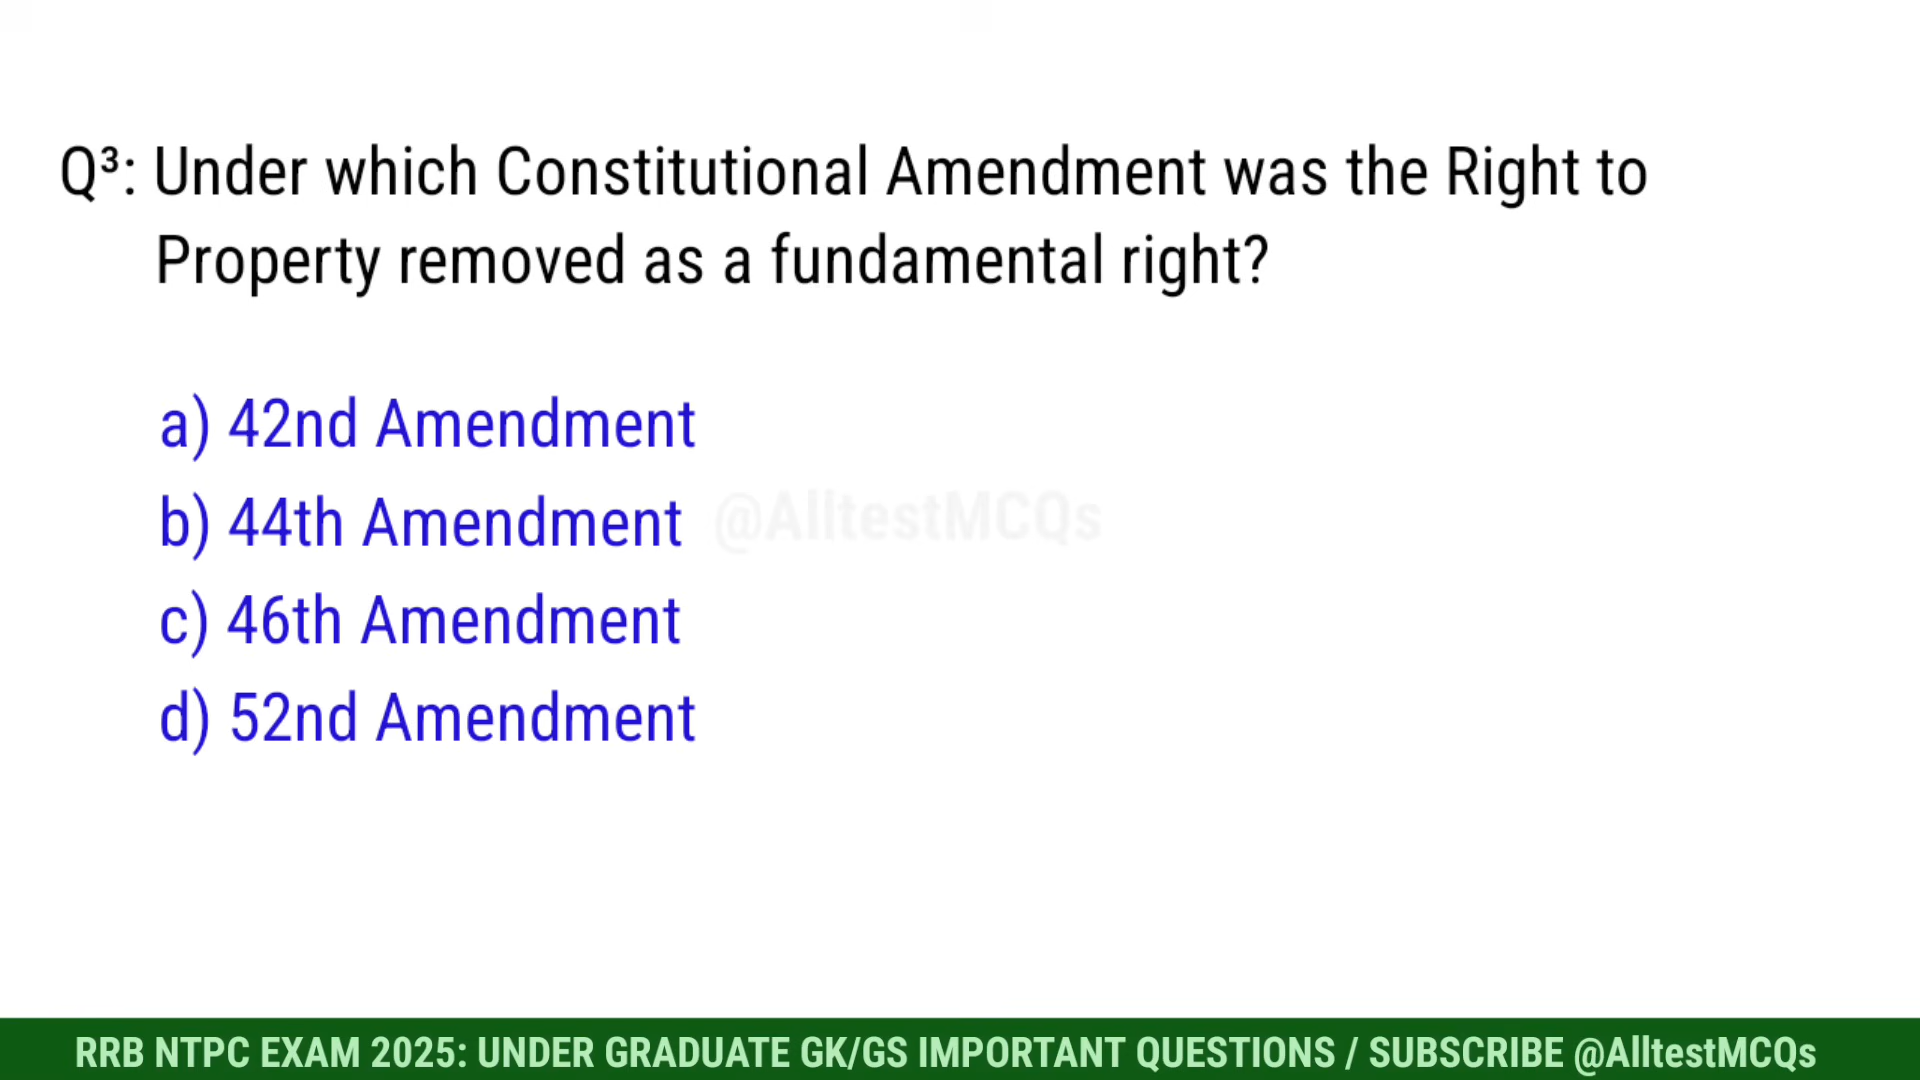 Q³: Under which Constitutional Amendment was the Right to
Property removed as a fundamental right?
a) 42nd Amendment
b) 44th Amendment
@AlltestMCQs
c) 46th Amendment
d) 52nd Amendment
RRB NTPC EXAM 2025: UNDER GRADUATE GK/GS IMPORTANT QUESTIONS / SUBSCRIBE @AlltestMCQs